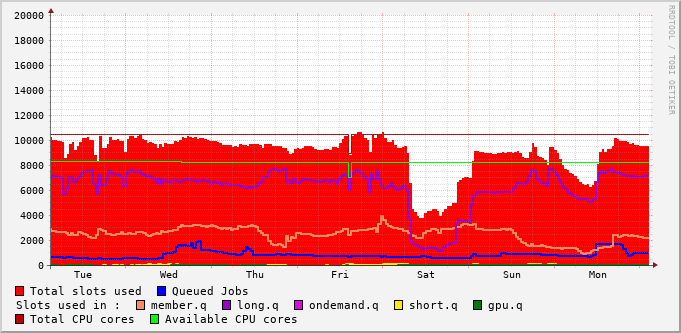 RRDTOOL / TOBI OETIKER
20000
18000
16000
14000
12000
10000
8000
6000
4000
2000
0
Tue Wed Thu Fri Sat Sun Mon
Total slots used Queued Jobs
Slots used in : member.q long.q ondemand.q short.q gpu.q
Total CPU cores Available CPU cores